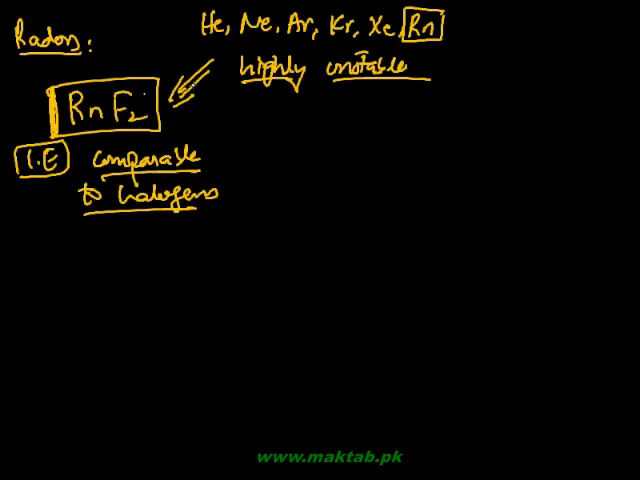 Radon:
He, Ne, Ar, Kr, Xe, Rn
highly unstable
RnF2
I.E comparable
to halogens
www.maktab.pk